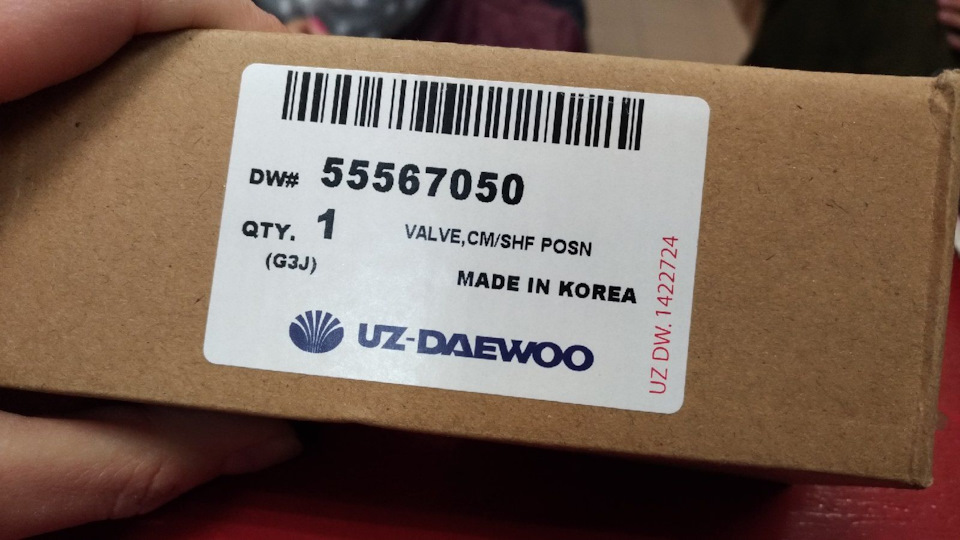 DW# 55567050
QTY. 1 VALVE,CM/SHF POSN
(G3J)
MADE IN KOREA
UZ-DAEWOO
UZ DW. 1422724